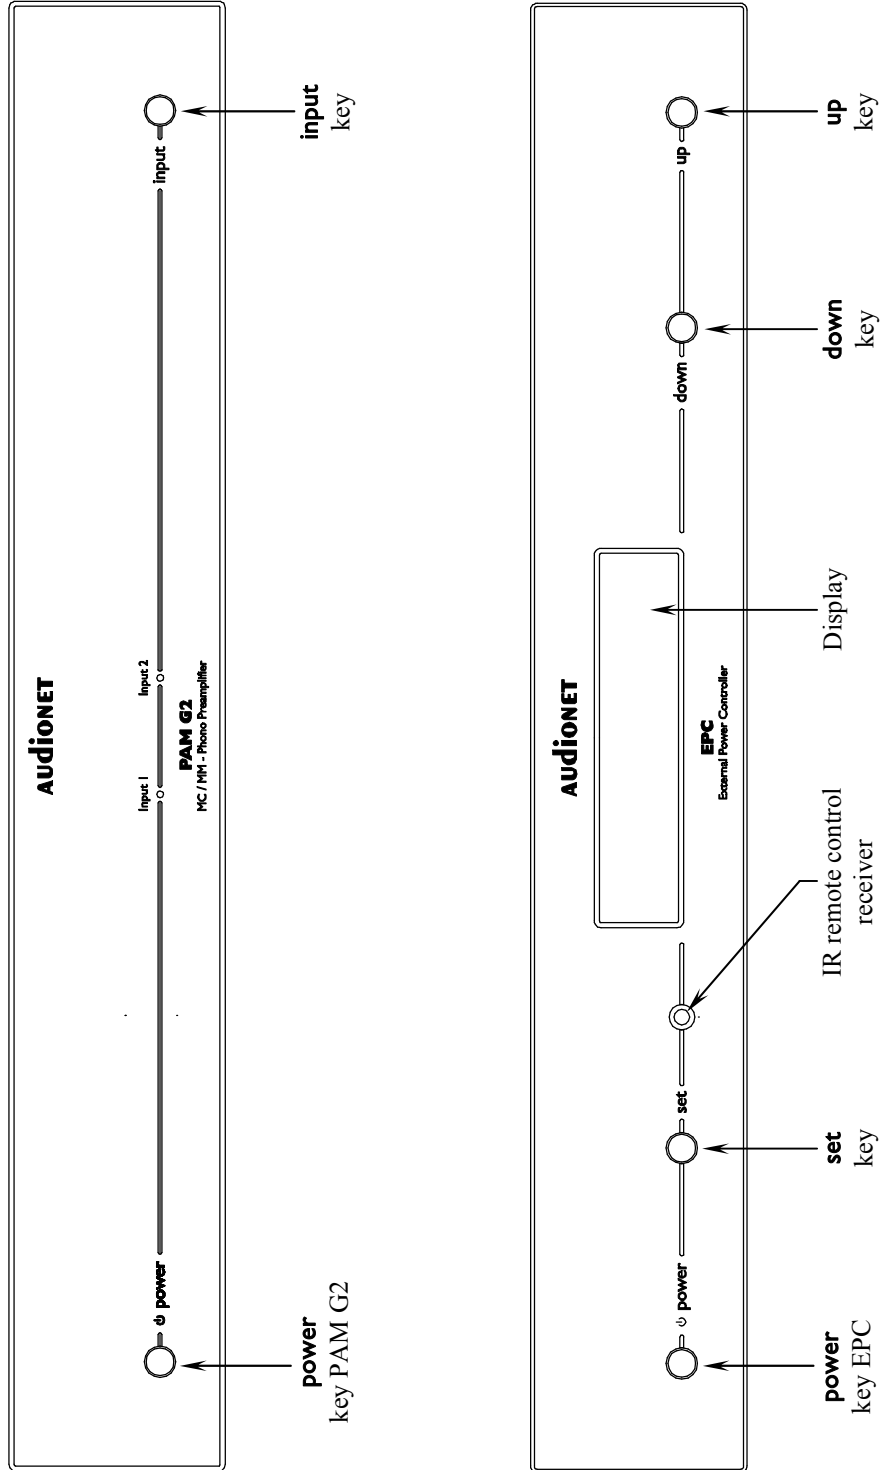 AUDIONET
Input 1
Input 2
power
input
PAM G2
MC / MM - Phono Preamplifier
power
key PAM G2
input
key
AUDIONET
power
set
down
up
EPC
External Power Controller
power
key EPC
set
key
IR remote control
receiver
Display
down
key
up
key